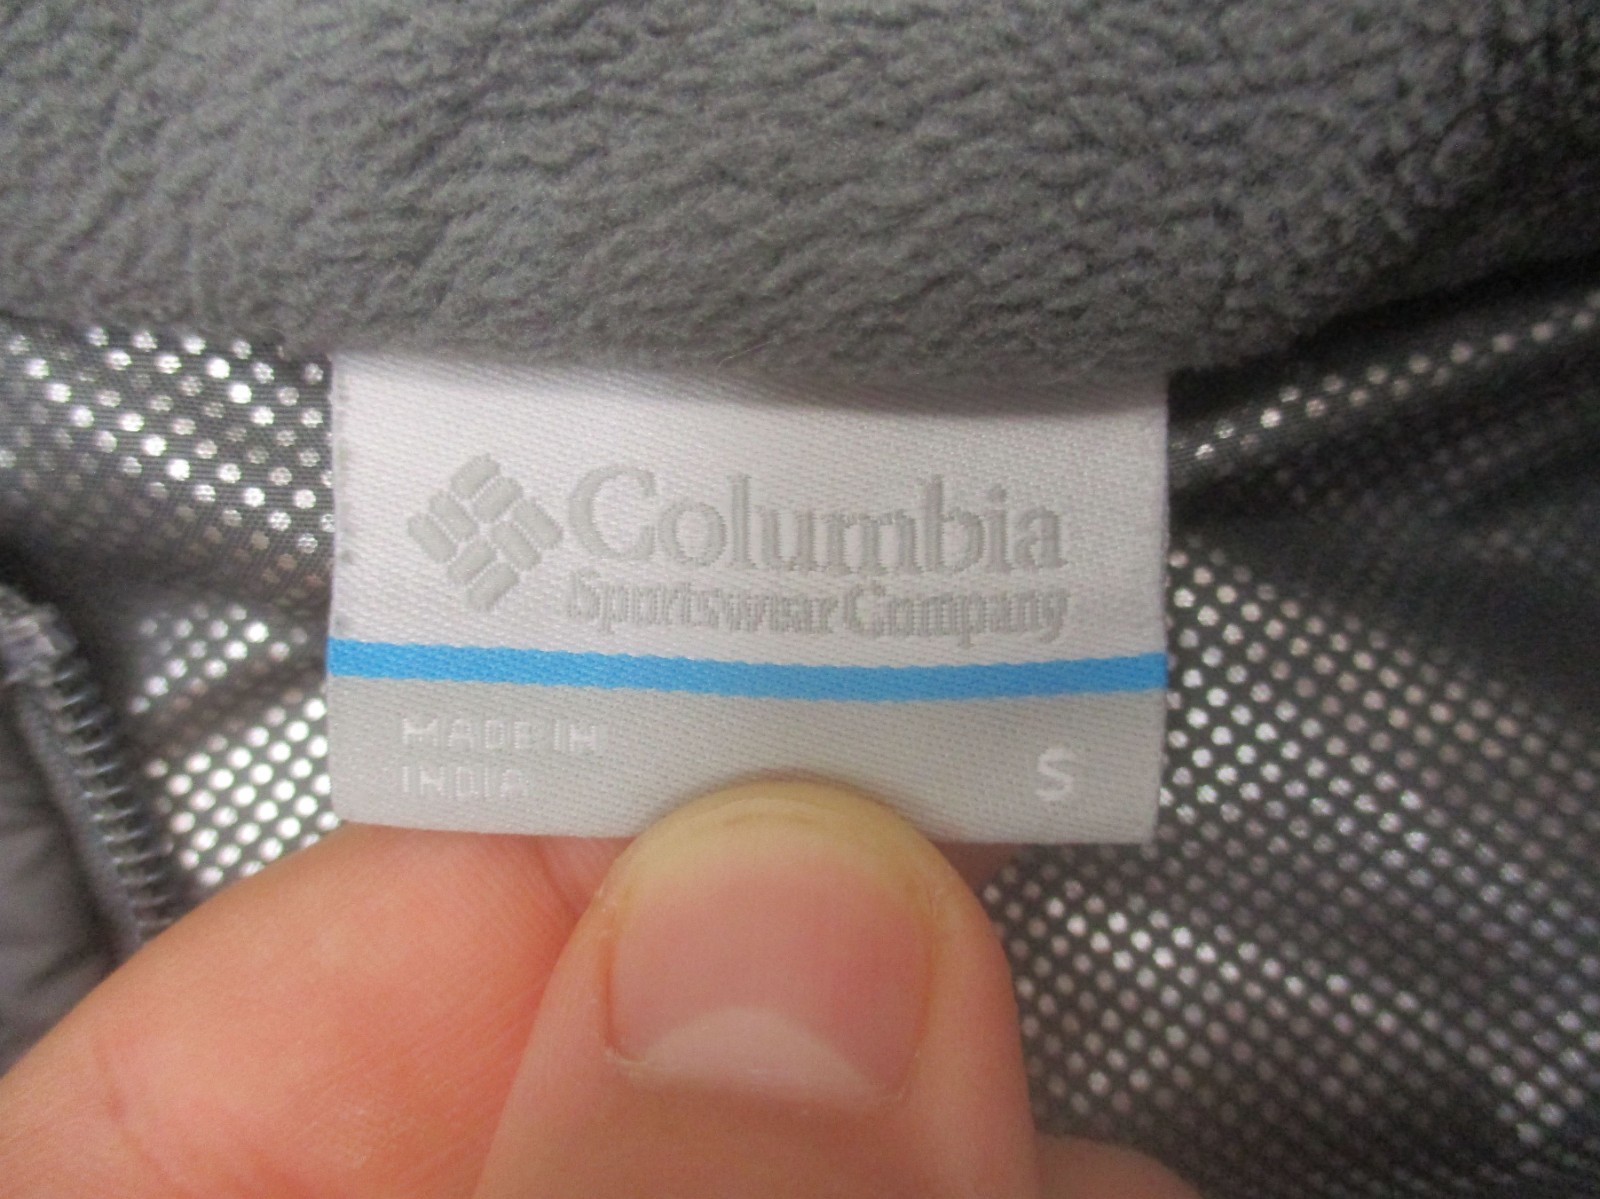 Columbia
Sportswear Company
MADE IN
INDIA
S